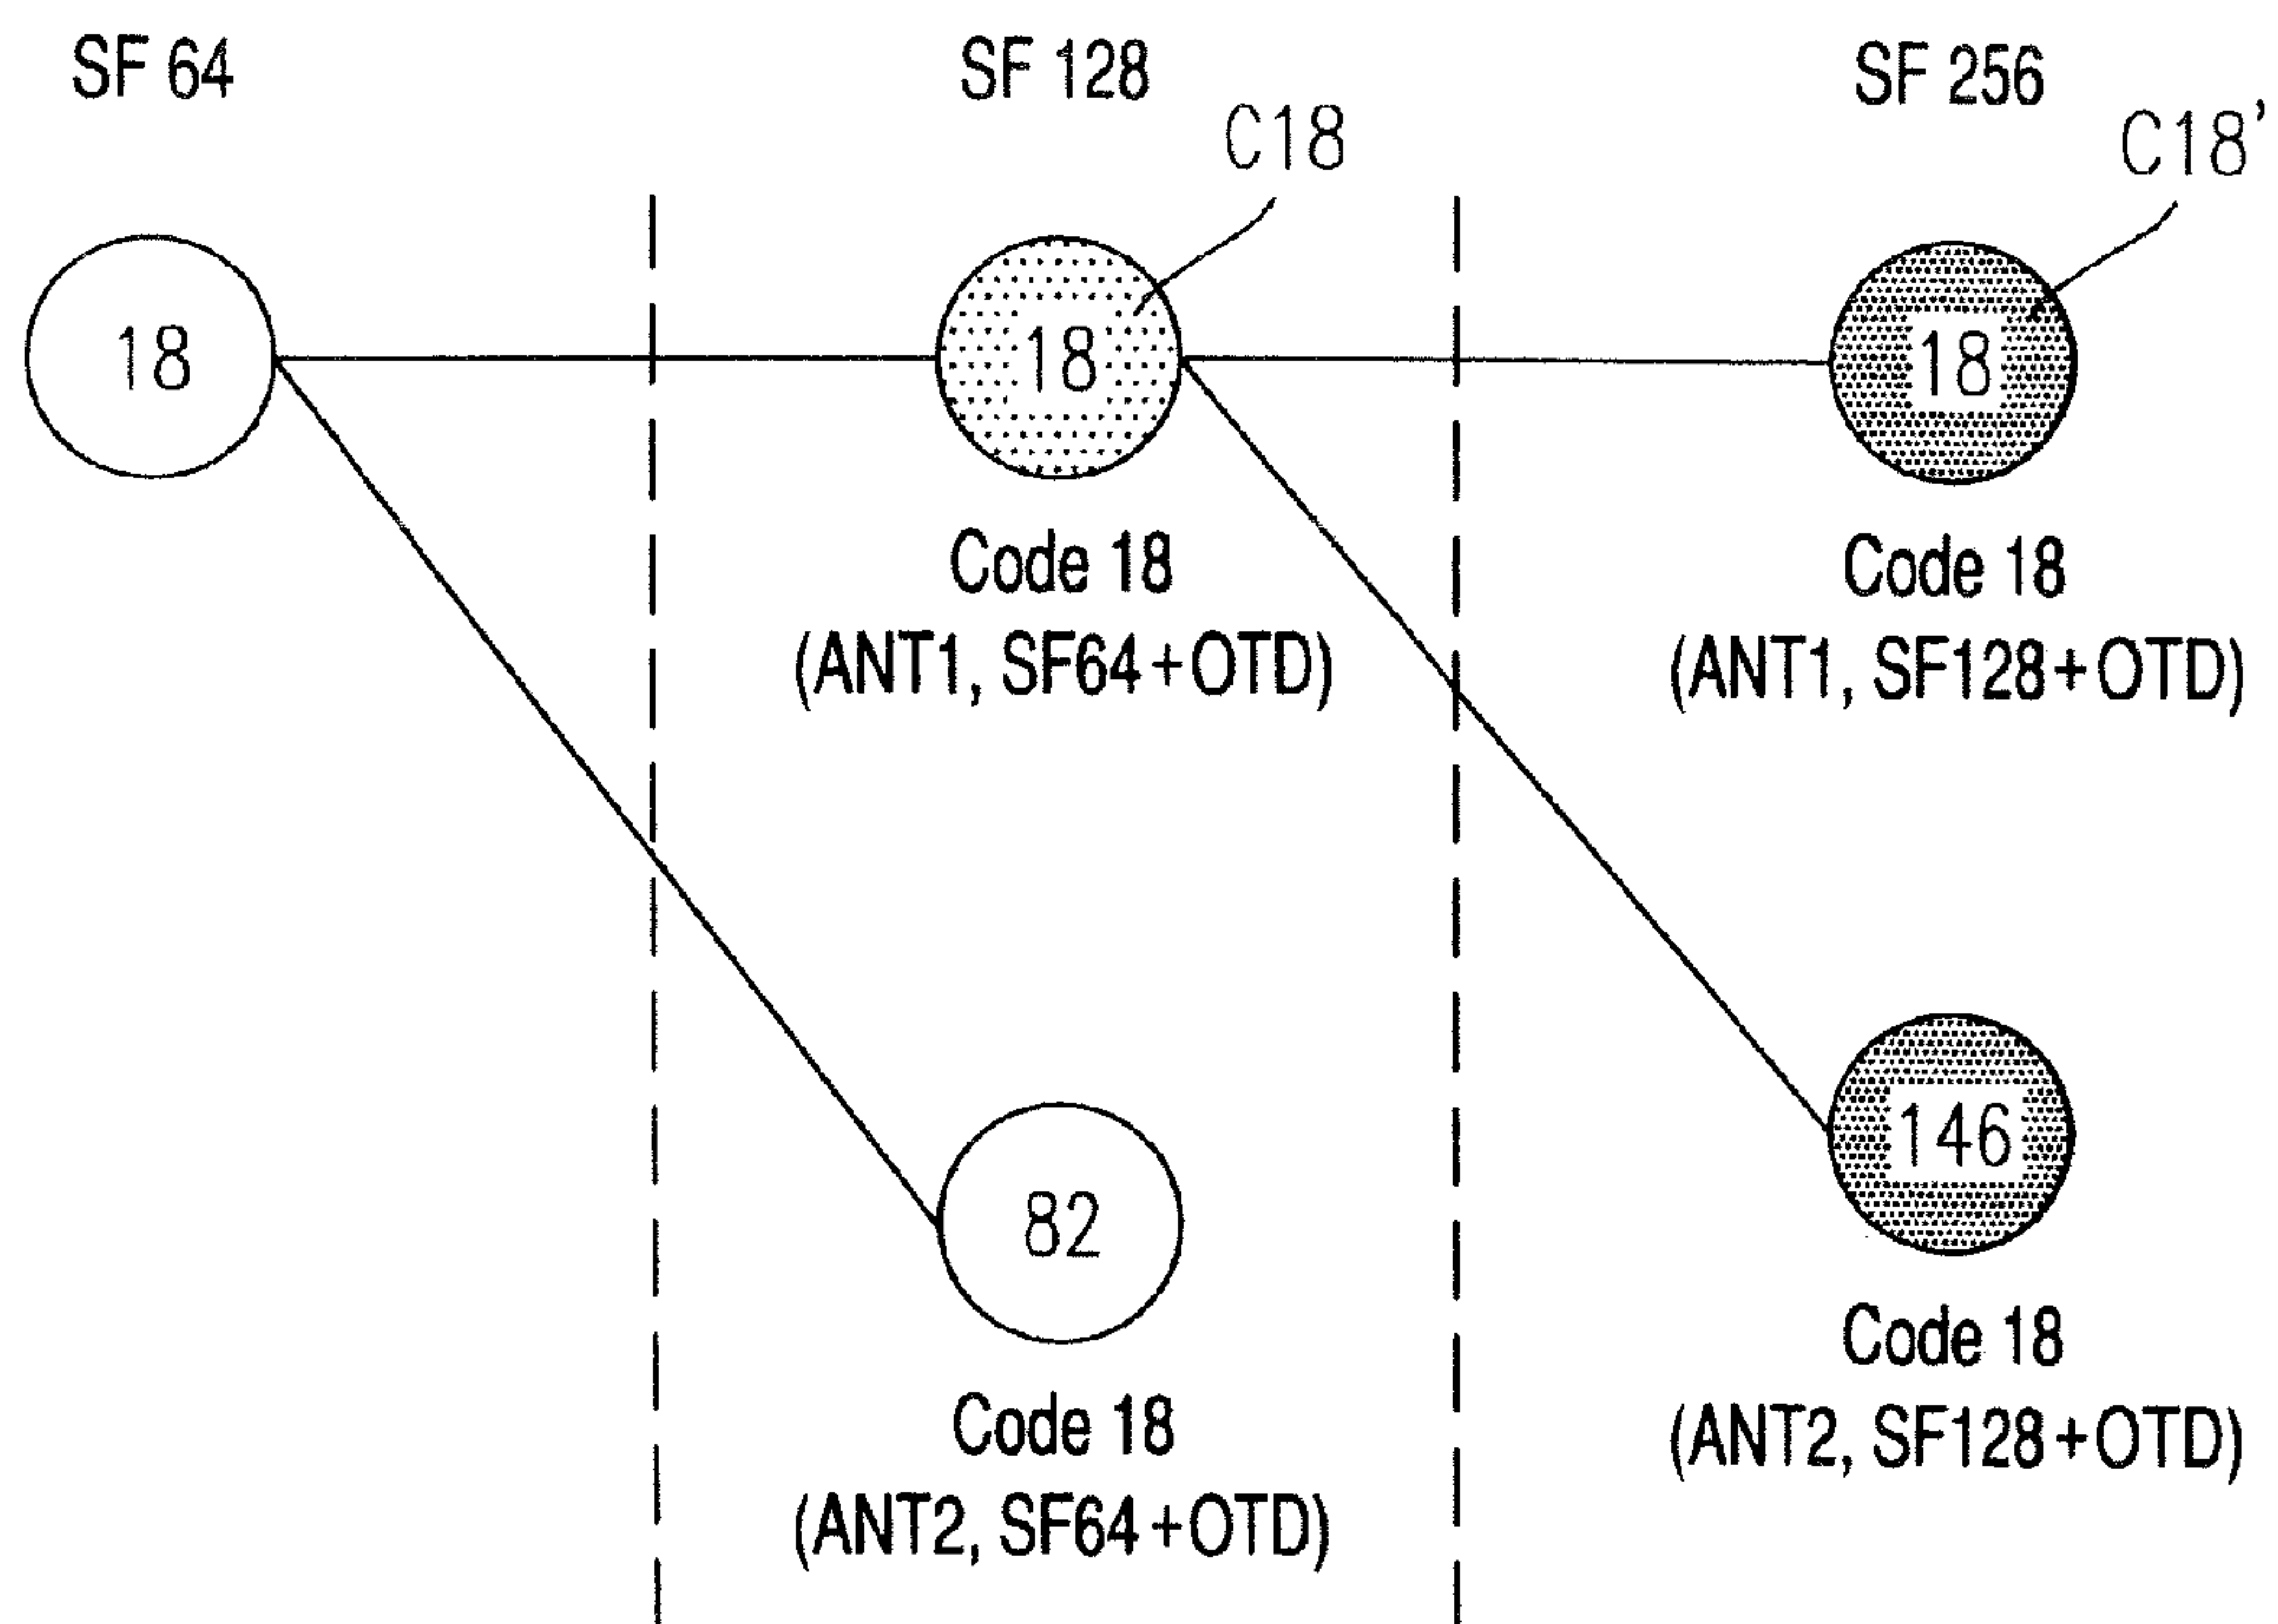 SF 64
SF 128
SF 256
C18
C18’
18
18
18
Code 18
(ANT1, SF64+OTD)
Code 18
(ANT1, SF128+OTD)
82
146
Code 18
(ANT2, SF64+OTD)
Code 18
(ANT2, SF128+OTD)